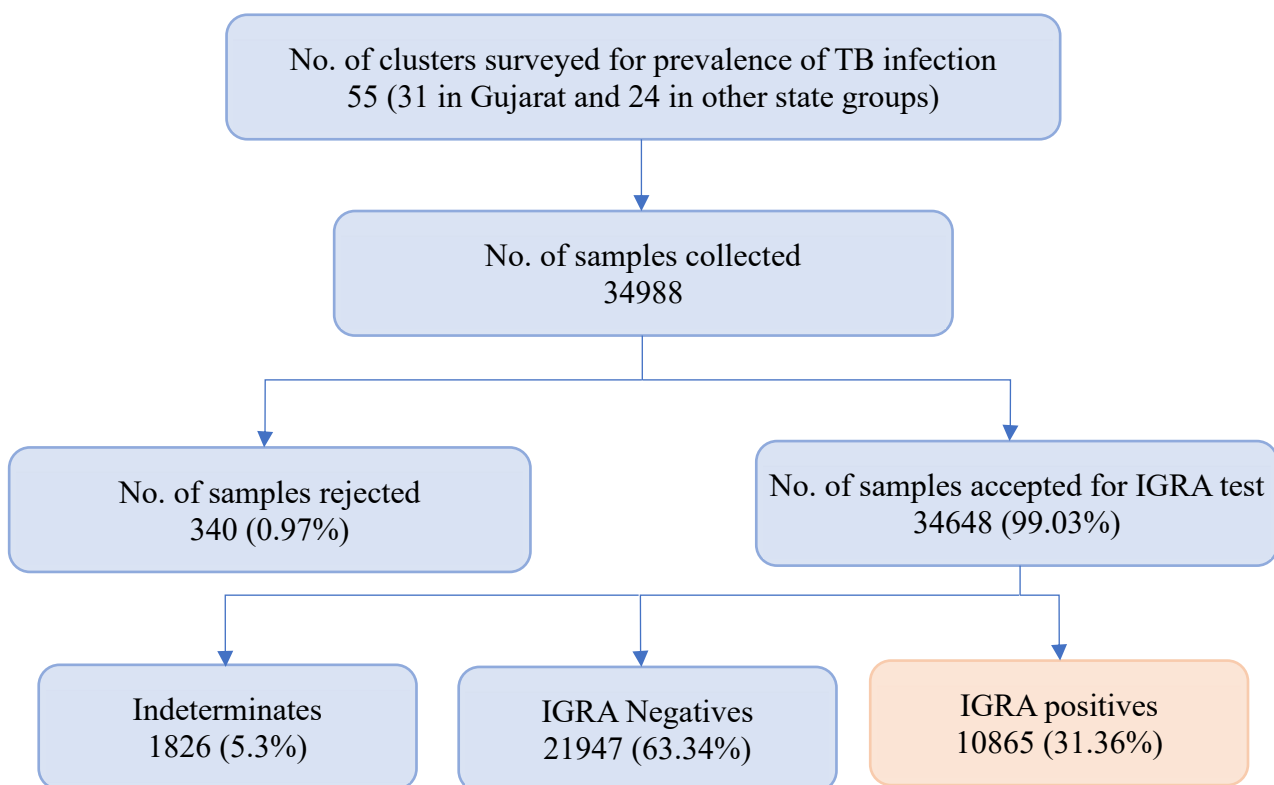 No. of clusters surveyed for prevalence of TB infection
55 (31 in Gujarat and 24 in other state groups)
No. of samples collected
34988
No. of samples rejected
340 (0.97%)
No. of samples accepted for IGRA test
34648 (99.03%)
Indeterminates
1826 (5.3%)
IGRA Negatives
21947 (63.34%)
IGRA positives
10865 (31.36%)